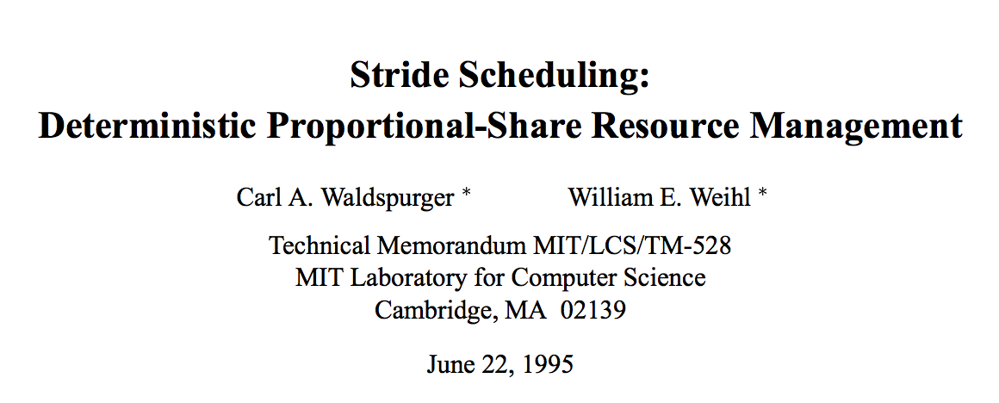 Stride Scheduling:
Deterministic Proportional-Share Resource Management
Carl A. Waldspurger * William E. Weihl *
Technical Memorandum MIT/LCS/TM-528
MIT Laboratory for Computer Science
Cambridge, MA 02139
June 22, 1995